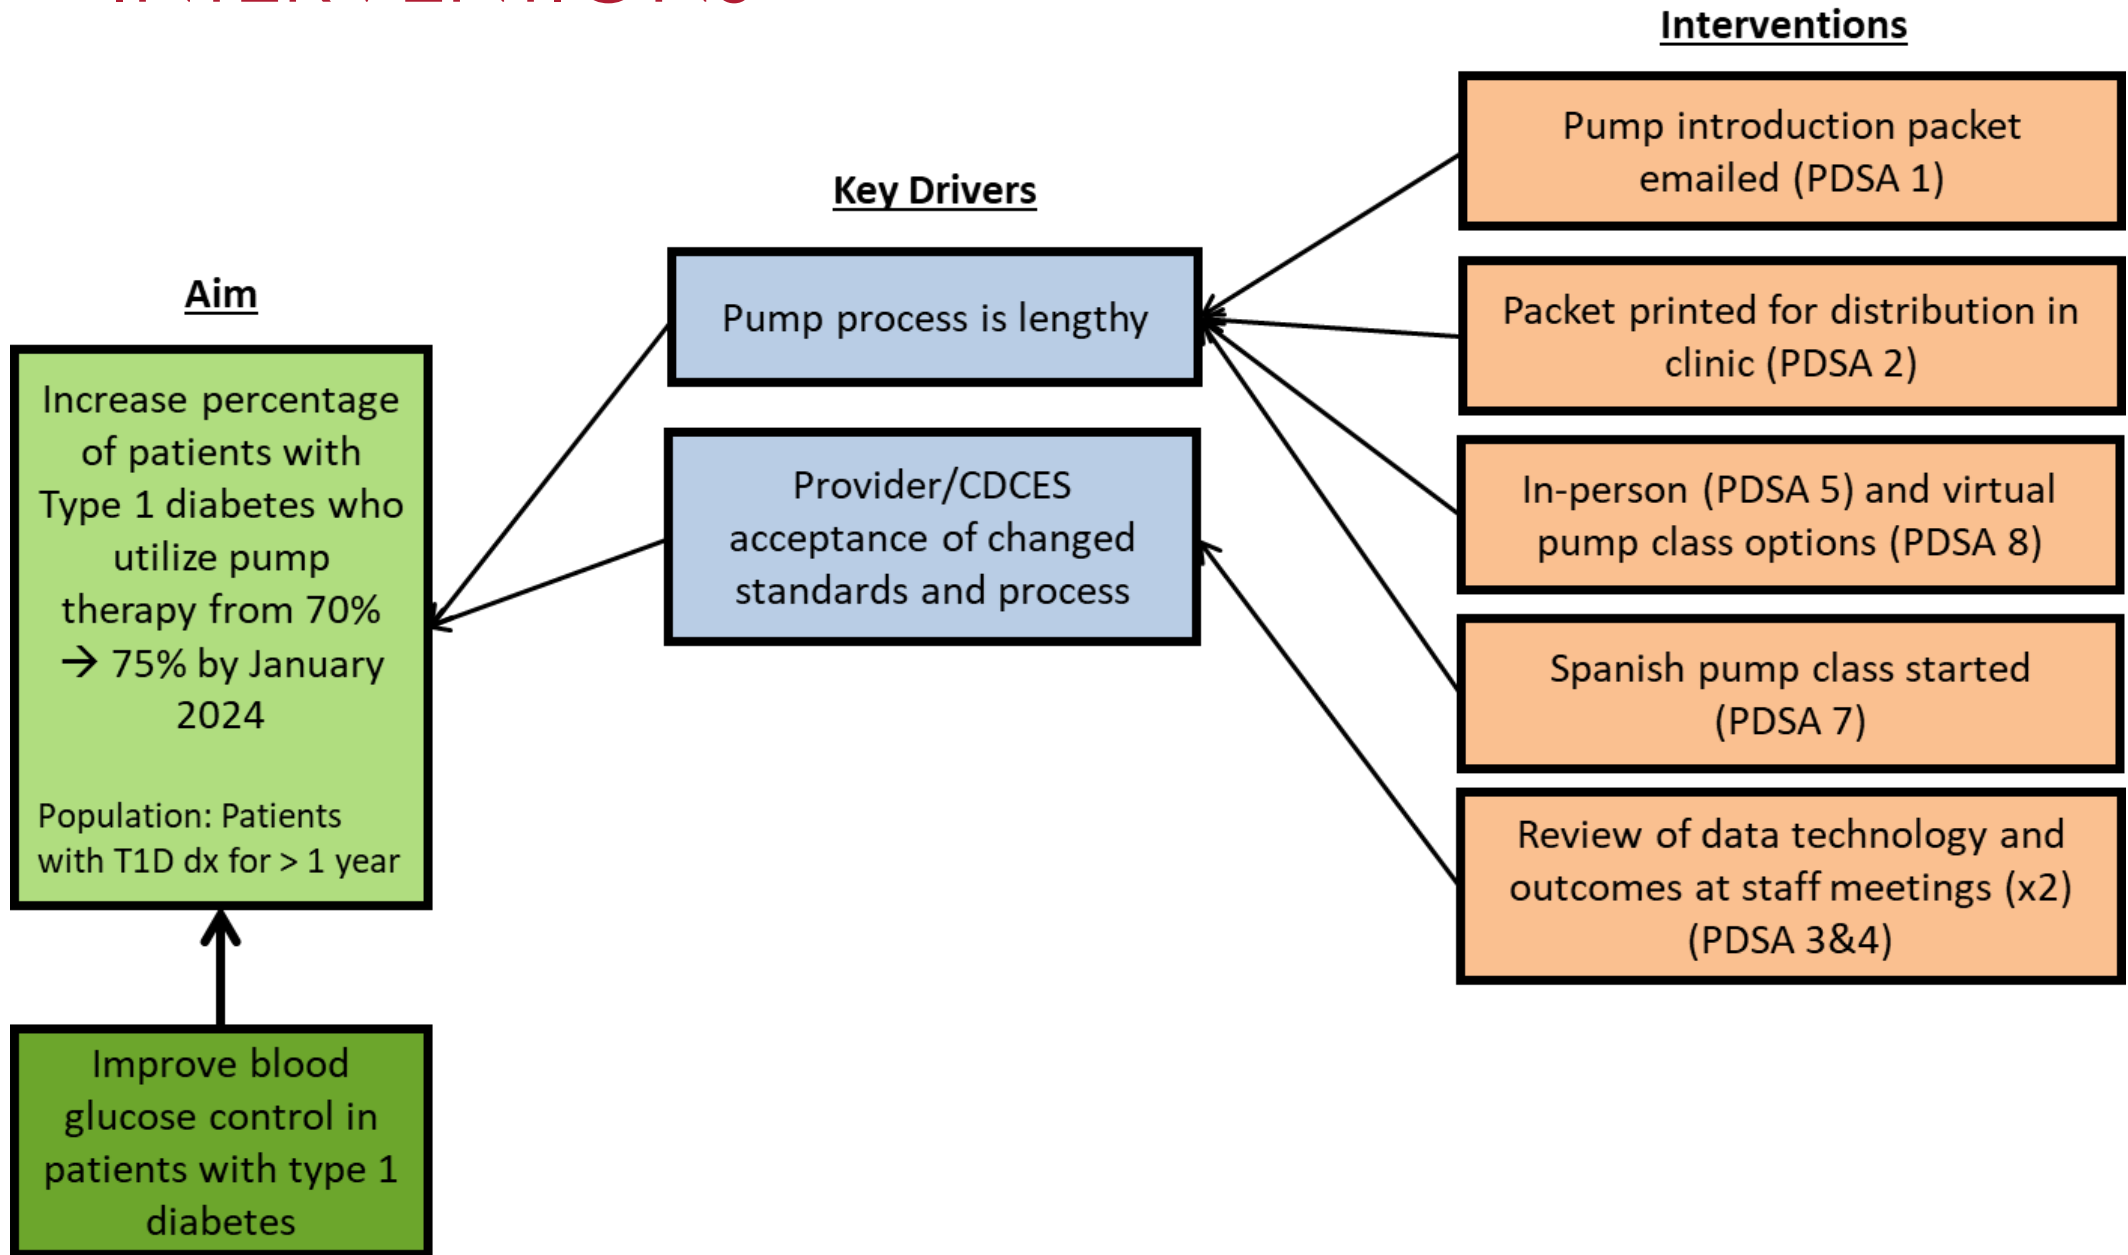 INTERVENTIONS
Aim
Increase percentage
of patients with
Type 1 diabetes who
utilize pump
therapy from 70%
→ 75% by January
2024
Population: Patients
with T1D dx for > 1 year
Improve blood
glucose control in
patients with type 1
diabetes
Key Drivers
Pump process is lengthy
Provider/CDCES
acceptance of changed
standards and process
Interventions
Pump introduction packet
emailed (PDSA 1)
Packet printed for distribution in
clinic (PDSA 2)
In-person (PDSA 5) and virtual
pump class options (PDSA 8)
Spanish pump class started
(PDSA 7)
Review of data technology and
outcomes at staff meetings (x2)
(PDSA 3&4)